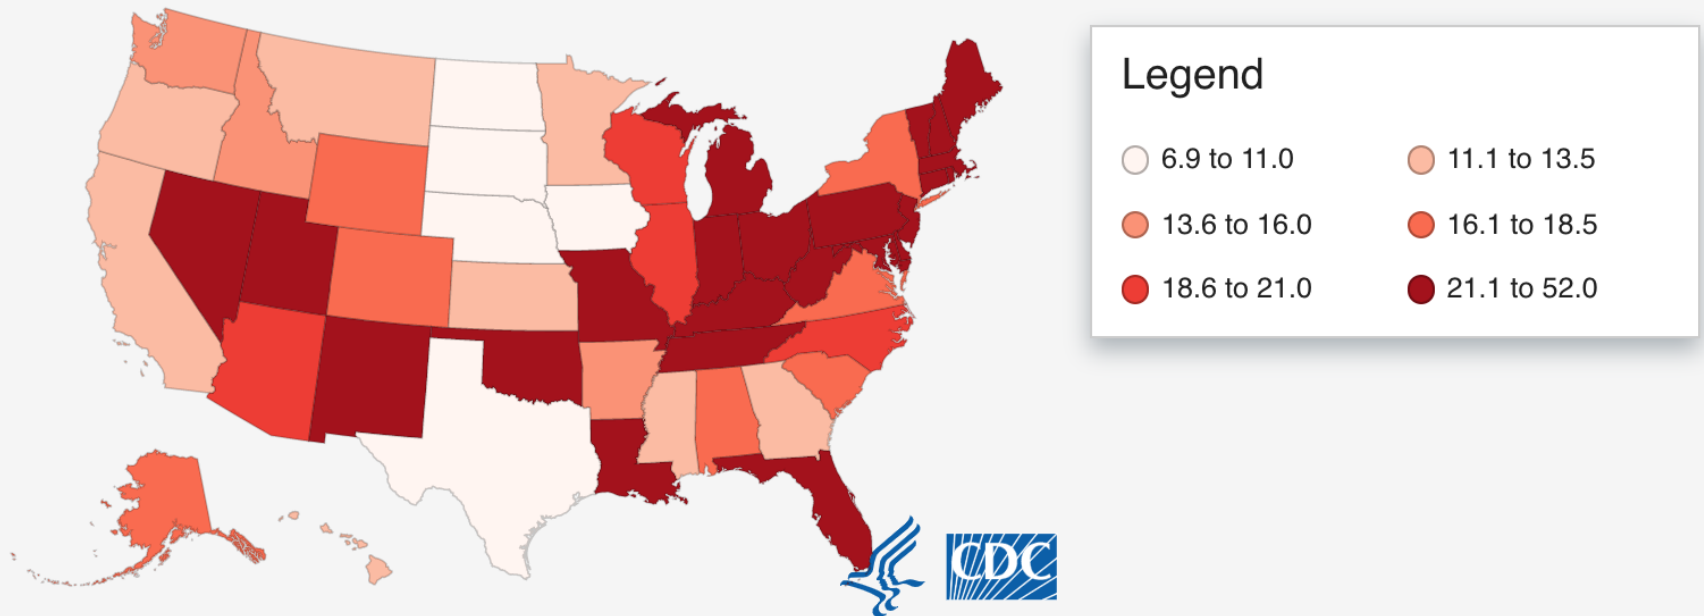 Legend
6.9 to 11.0
11.1 to 13.5
13.6 to 16.0
16.1 to 18.5
18.6 to 21.0
21.1 to 52.0
CDC